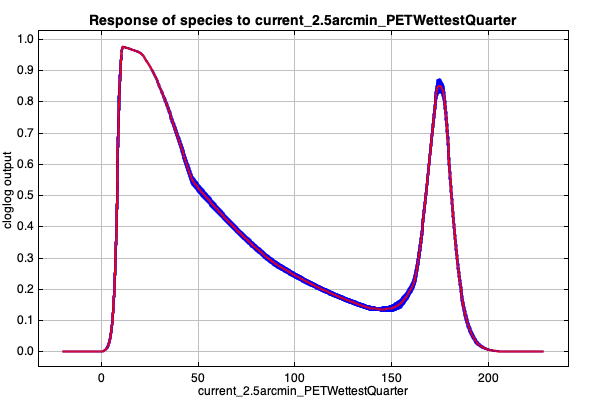 Response of species to current_2.5arcmin_PETWettestQuarter
1.0
0.9
0.8
0.7
0.6
0.5
0.4
0.3
0.2
0.1
0.0
cloglog output
0 50 100 150 200
current_2.5arcmin_PETWettestQuarter